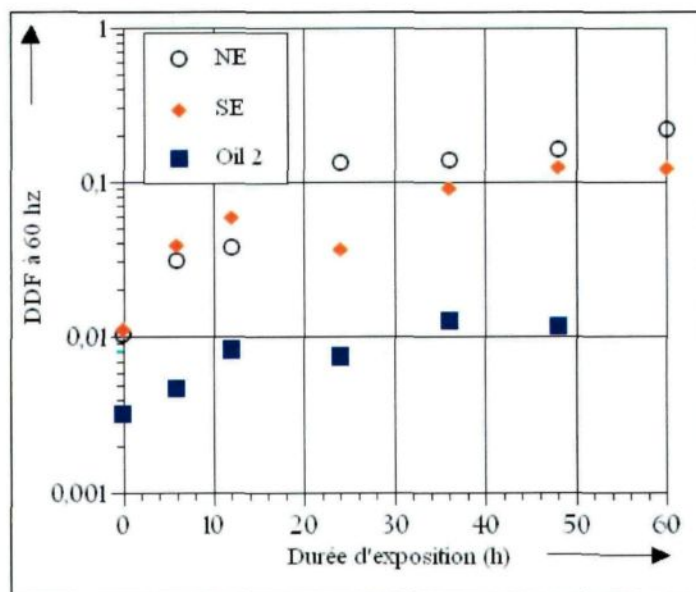 1
NE
SE
Oil 2
DDF à 60 hz
0,1
0,01
0,001
0 10 20 30 40 50 60
Durée d'exposition (h)